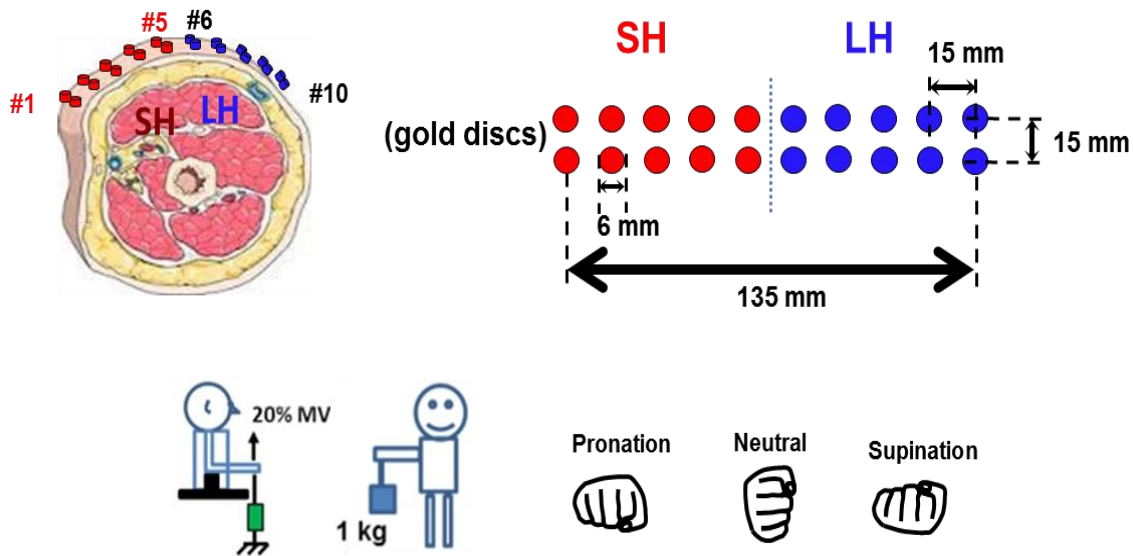 #5
#6
#1
#10
SH
LH
SH
LH
15 mm
(gold discs)
15 mm
6 mm
135 mm
20% MV
1 kg
Pronation
Neutral
Supination